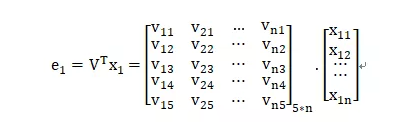 e₁ = Vᵀx₁ = [v₁₁ v₂₁ ⋯ vₙ₁
v₁₂ v₂₂ ⋯ vₙ₂
v₁₃ v₂₃ ⋯ vₙ₃
v₁₄ v₂₄ ⋯ vₙ₄
v₁₅ v₂₅ ⋯ vₙ₅]₅*ₙ · [x₁₁
x₁₂
⋯
⋯
x₁ₙ]↵